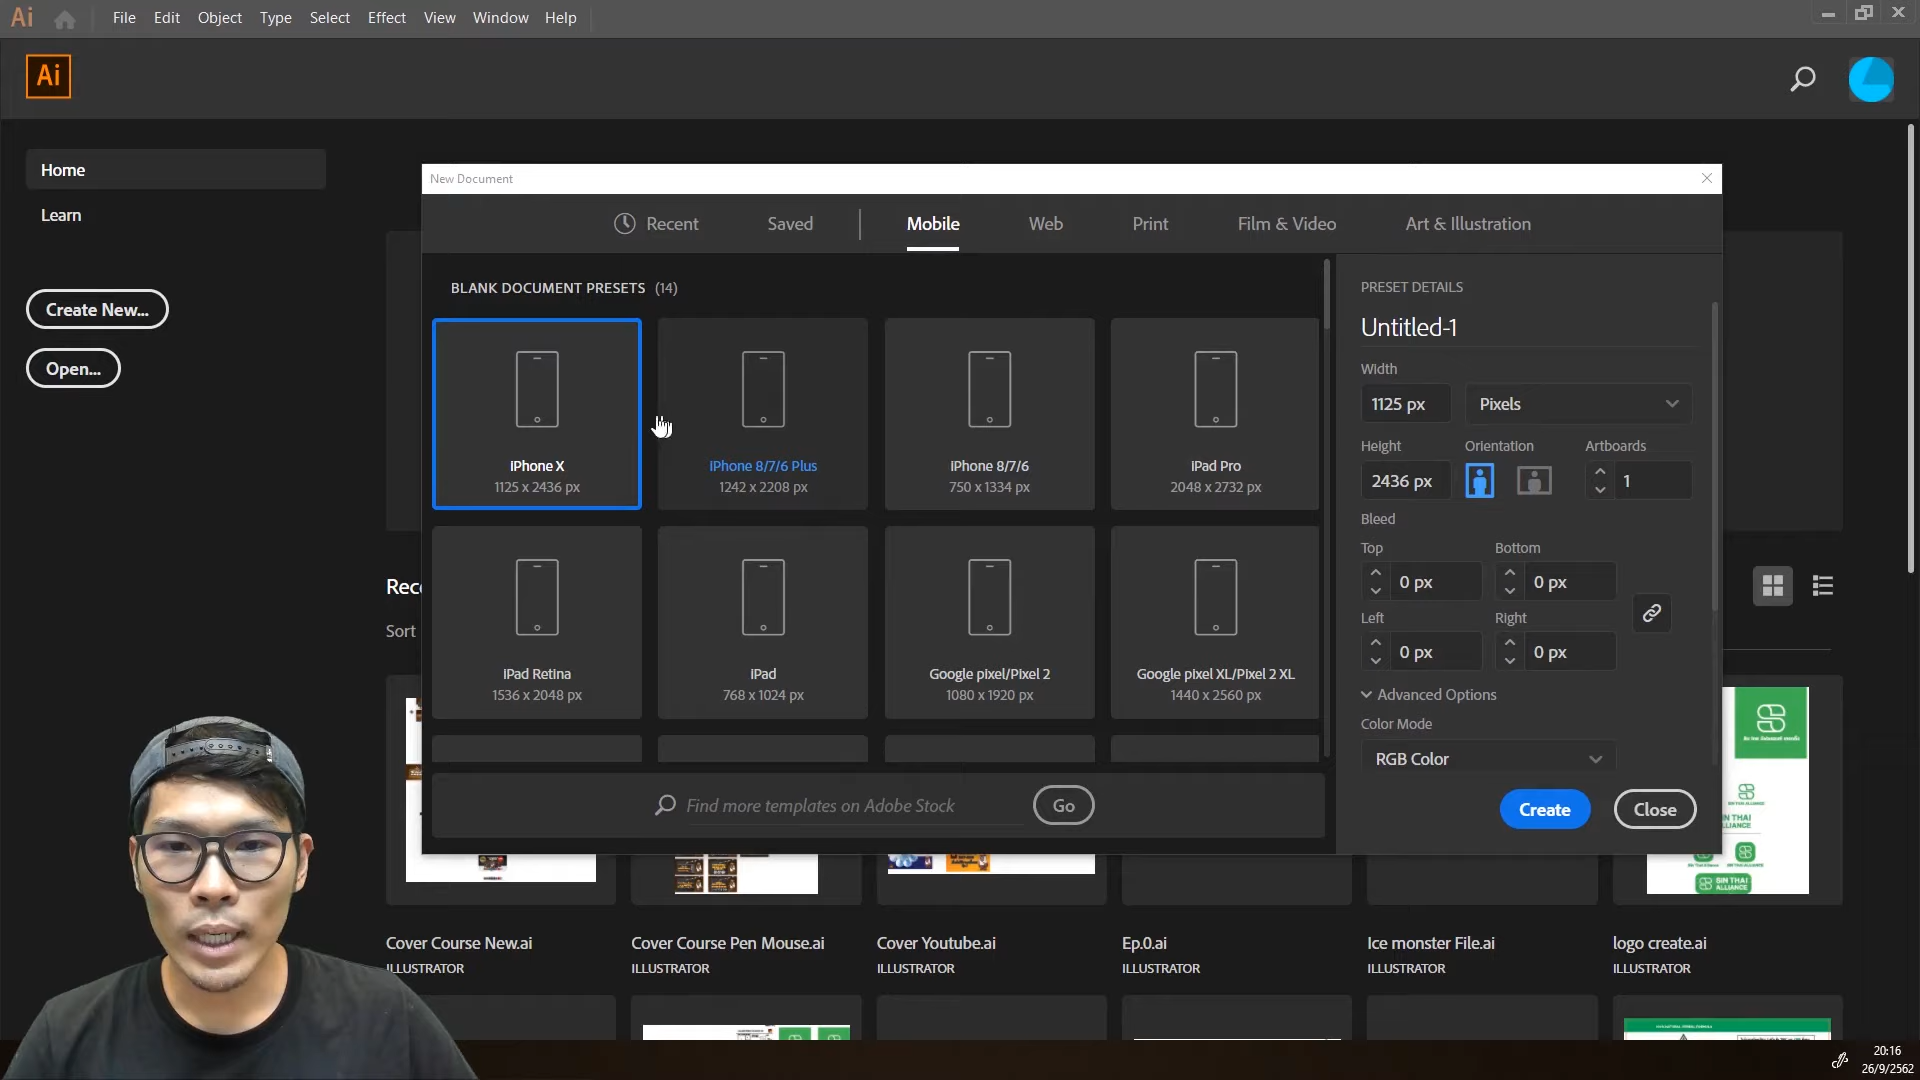 Ai File Edit Object Type Select Effect View Window Help
Ai
Home
Learn
Create New...
Open...
New Document
Recent Saved Mobile Web Print Film & Video Art & Illustration
BLANK DOCUMENT PRESETS (14)
iPhone X
1125 x 2436 px
iPhone 8/7/6 Plus
1242 x 2208 px
iPhone 8/7/6
750 x 1334 px
iPad Pro
2048 x 2732 px
iPad Retina
1536 x 2048 px
iPad
768 x 1024 px
Google pixel/Pixel 2
1080 x 1920 px
Google pixel XL/Pixel 2 XL
1440 x 2560 px
Find more templates on Adobe Stock
Go
PRESET DETAILS
Untitled-1
Width
1125 px Pixels
Height Orientation Artboards
2436 px 1
Bleed
Top Bottom
0 px 0 px
Left Right
0 px 0 px
Advanced Options
Color Mode
RGB Color
Create Close
Sort
SIN THAI
ALLIANCE
Cover Course New.ai
ILLUSTRATOR
Cover Course Pen Mouse.ai
ILLUSTRATOR
Cover Youtube.ai
ILLUSTRATOR
Ep.0.ai
ILLUSTRATOR
Ice monster File.ai
ILLUSTRATOR
logo create.ai
ILLUSTRATOR
20:16
26/9/2562